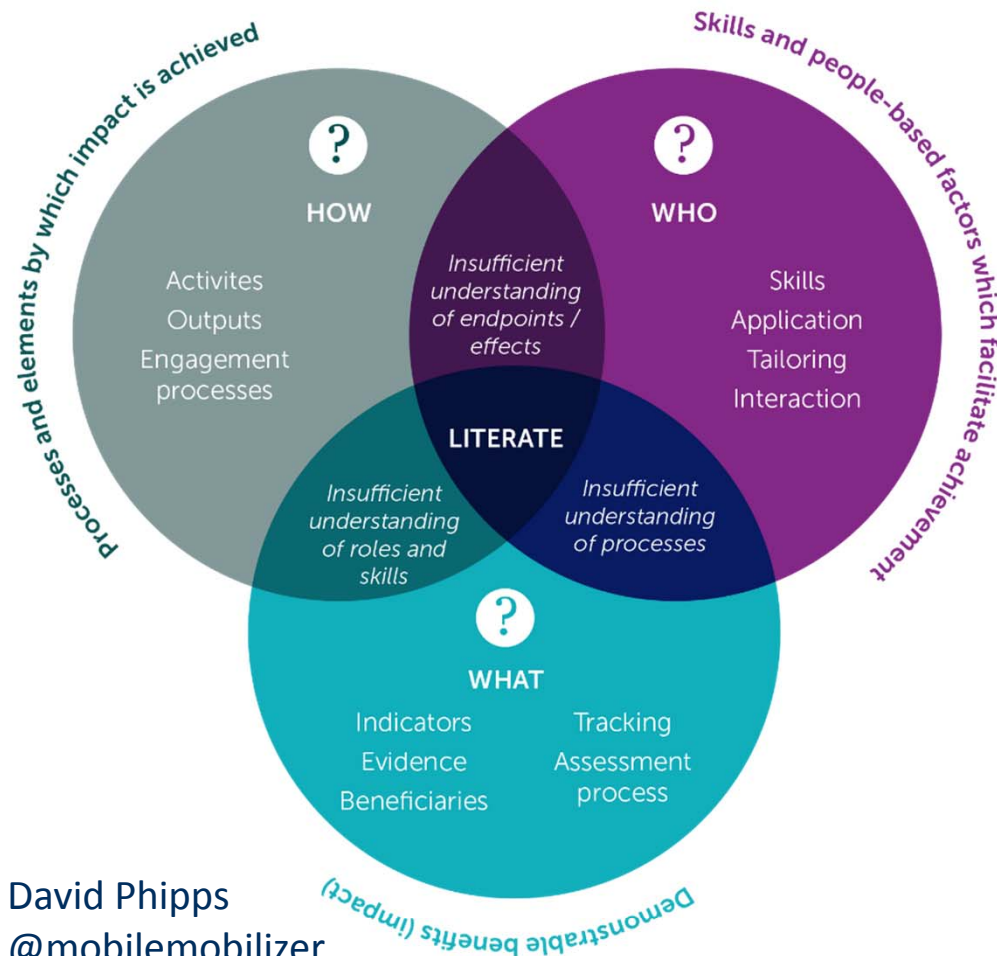 Processes and elements by which impact is achieved
Skills and people-based factors which facilitate achievement
?
HOW
Activites
Outputs
Engagement
processes
?
WHO
Skills
Application
Tailoring
Interaction
Insufficient
understanding
of endpoints /
effects
LITERATE
Insufficient
understanding
of roles and
skills
Insufficient
understanding
of processes
?
WHAT
Indicators
Evidence
Beneficiaries
Tracking
Assessment
process
Demonstrable benefits (impact)
David Phipps
@mobilemobilizer